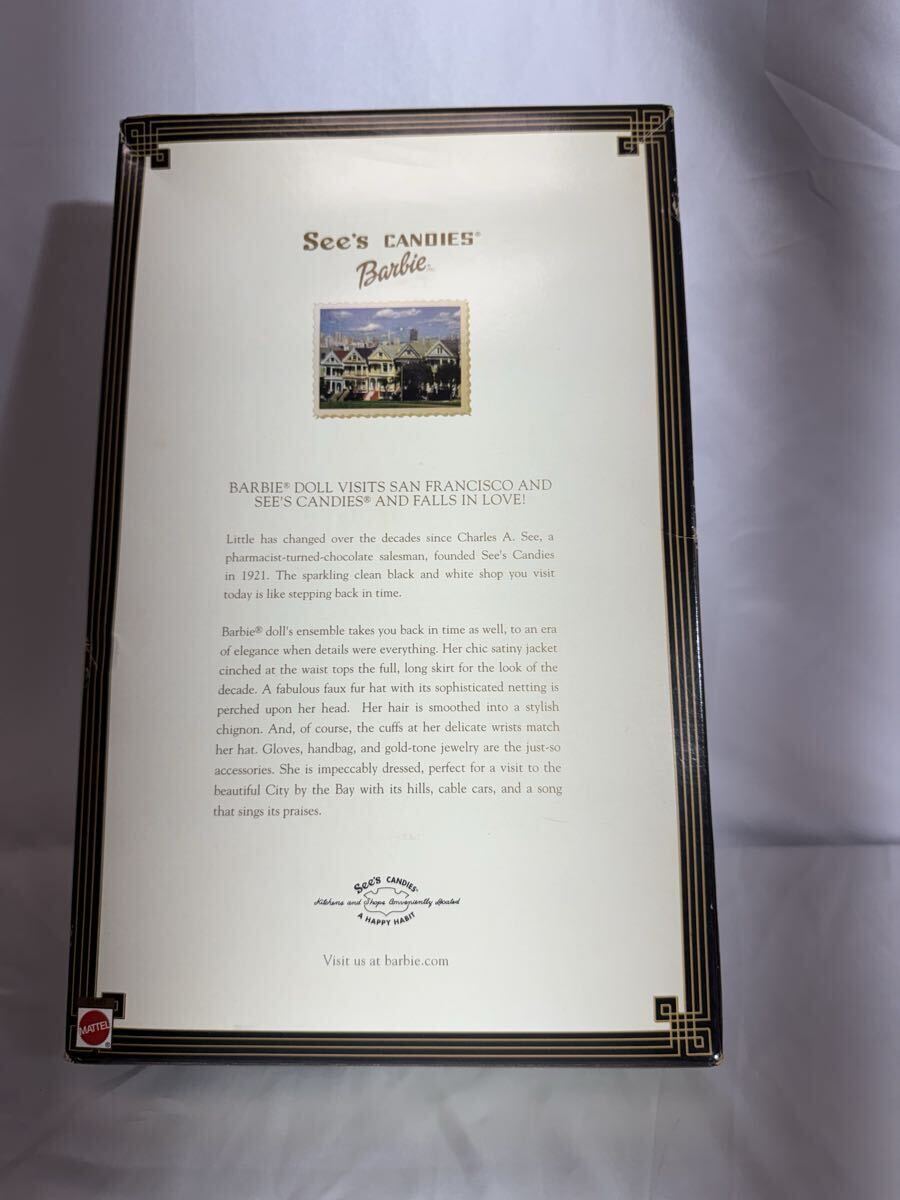 See's CANDIES®
Barbie™
BARBIE® DOLL VISITS SAN FRANCISCO AND
SEE'S CANDIES® AND FALLS IN LOVE!
Little has changed over the decades since Charles A. See, a
pharmacist-turned-chocolate salesman, founded See's Candies
in 1921. The sparkling clean black and white shop you visit
today is like stepping back in time.
Barbie® doll's ensemble takes you back in time as well, to an era
of elegance when details were everything. Her chic satiny jacket
cinched at the waist tops the full, long skirt for the look of the
decade. A fabulous faux fur hat with its sophisticated netting is
perched upon her head. Her hair is smoothed into a stylish
chignon. And, of course, the cuffs at her delicate wrists match
her hat. Gloves, handbag, and gold-tone jewelry are the just-so
accessories. She is impeccably dressed, perfect for a visit to the
beautiful City by the Bay with its hills, cable cars, and a song
that sings its praises.
See's CANDIES®
Kitchens and Shops Conveniently Located
A HAPPY HABIT
Visit us at barbie.com
MATTEL®